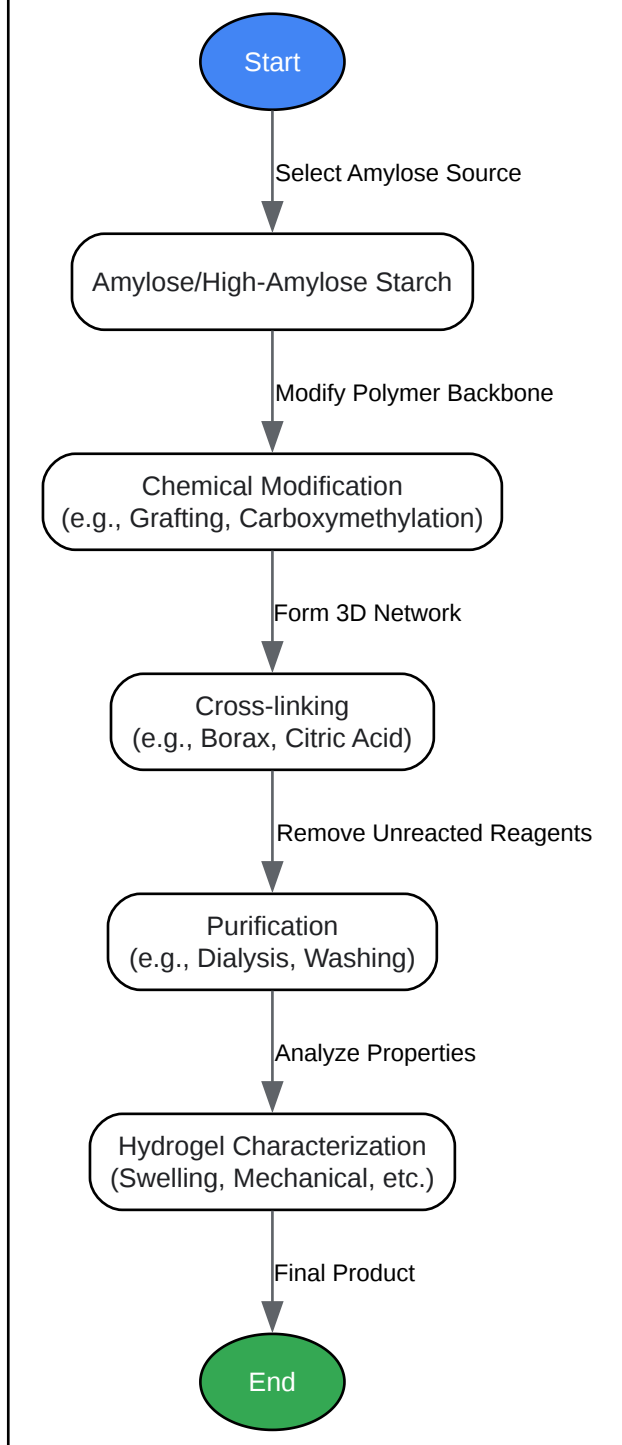 Start
Select Amylose Source
Amylose/High-Amylose Starch
Modify Polymer Backbone
Chemical Modification
(e.g., Grafting, Carboxymethylation)
Form 3D Network
Cross-linking
(e.g., Borax, Citric Acid)
Remove Unreacted Reagents
Purification
(e.g., Dialysis, Washing)
Analyze Properties
Hydrogel Characterization
(Swelling, Mechanical, etc.)
Final Product
End